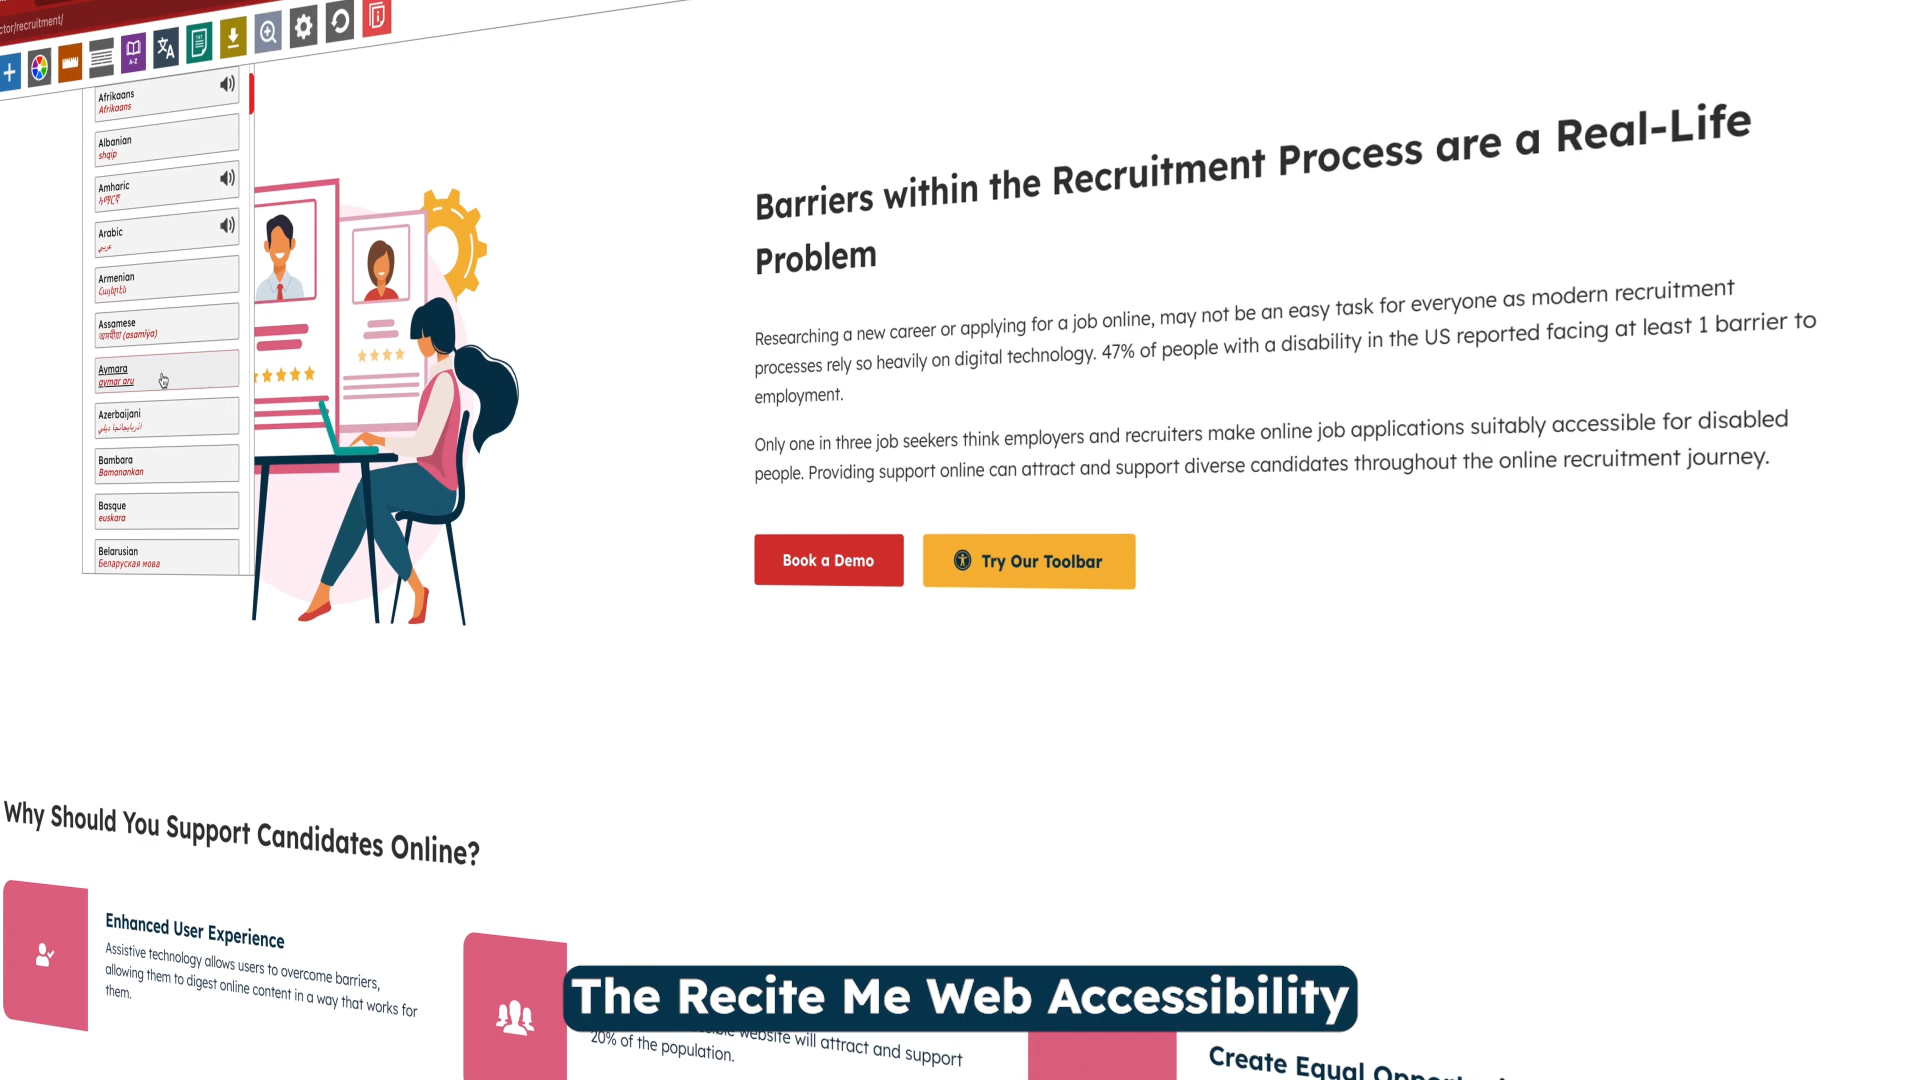 ctor/recruitment/
A-Z
Afrikaans
Afrikaans
Albanian
shqip
Amharic
አማርኛ
Arabic
عربي
Armenian
Հայերէն
Assamese
অসমীয়া (asamiya)
Aymara
aymar aru
Azerbaijani
آذربایجانجا دیلی
Bambara
Bamanankan
Basque
euskara
Belarusian
Беларуская мова
Barriers within the Recruitment Process are a Real-Life
Problem
Researching a new career or applying for a job online, may not be an easy task for everyone as modern recruitment
processes rely so heavily on digital technology. 47% of people with a disability in the US reported facing at least 1 barrier to
employment.
Only one in three job seekers think employers and recruiters make online job applications suitably accessible for disabled
people. Providing support online can attract and support diverse candidates throughout the online recruitment journey.
Book a Demo
Try Our Toolbar
Why Should You Support Candidates Online?
Enhanced User Experience
Assistive technology allows users to overcome barriers,
allowing them to digest online content in a way that works for
them.
The Recite Me Web Accessibility
website will attract and support
20% of the population.
Create Equal